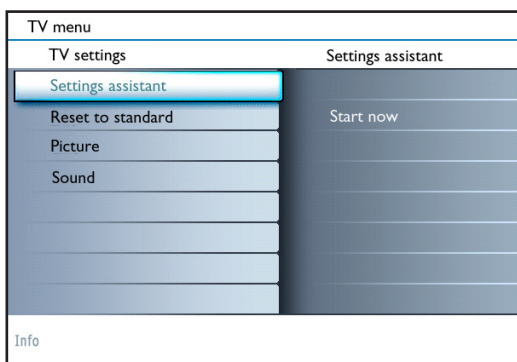 TV menu
TV settings
Settings assistant
Settings assistant
Reset to standard
Start now
Picture
Sound
Info